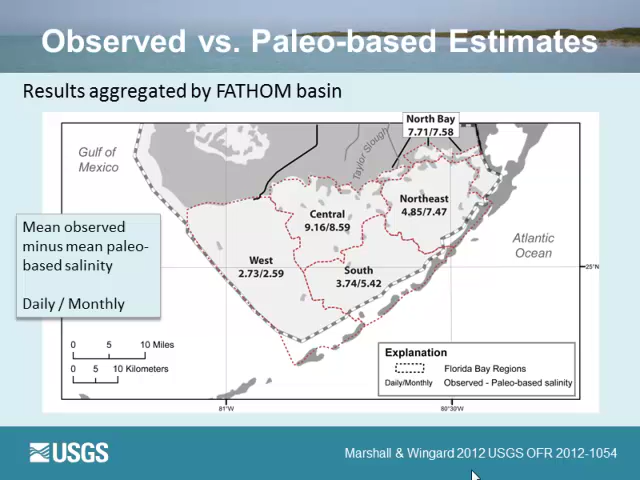 Observed vs. Paleo-based Estimates
Results aggregated by FATHOM basin
North Bay
7.71/7.58
Gulf of
Mexico
Taylor Slough
Northeast
4.85/7.47
Central
9.16/8.59
Mean observed
minus mean paleo-
based salinity
Daily / Monthly
Atlantic
Ocean
West
2.73/2.59
South
3.74/5.42
25°N
0 5 10 Miles
0 5 10 Kilometers
Explanation
Florida Bay Regions
Daily/Monthly Observed - Paleo-based salinity
81°W
80°30'W
USGS
Marshall & Wingard 2012 USGS OFR 2012-1054